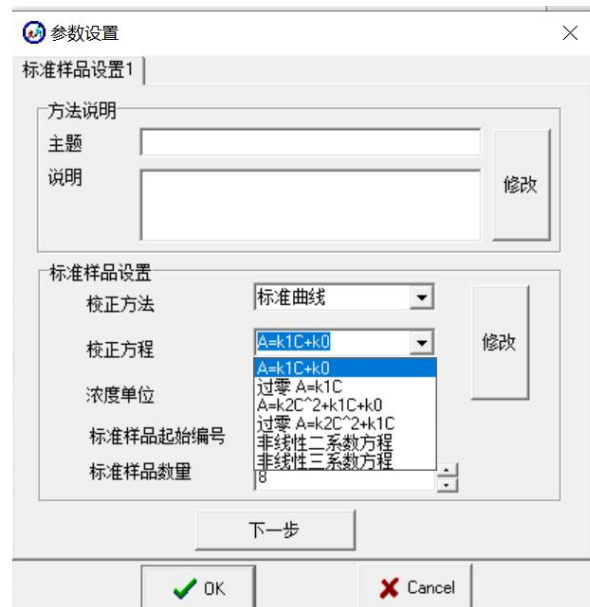 参数设置
标准样品设置1
方法说明
主题
说明
修改
标准样品设置
校正方法
标准曲线
校正方程
A=k1C+k0
修改
A=k1C+k0
过零 A=k1C
浓度单位
A=k2C^2+k1C+k0
过零 A=k2C^2+k1C
标准样品起始编号
非线性二系数方程
非线性三系数方程
标准样品数量
8
下一步
OK
Cancel